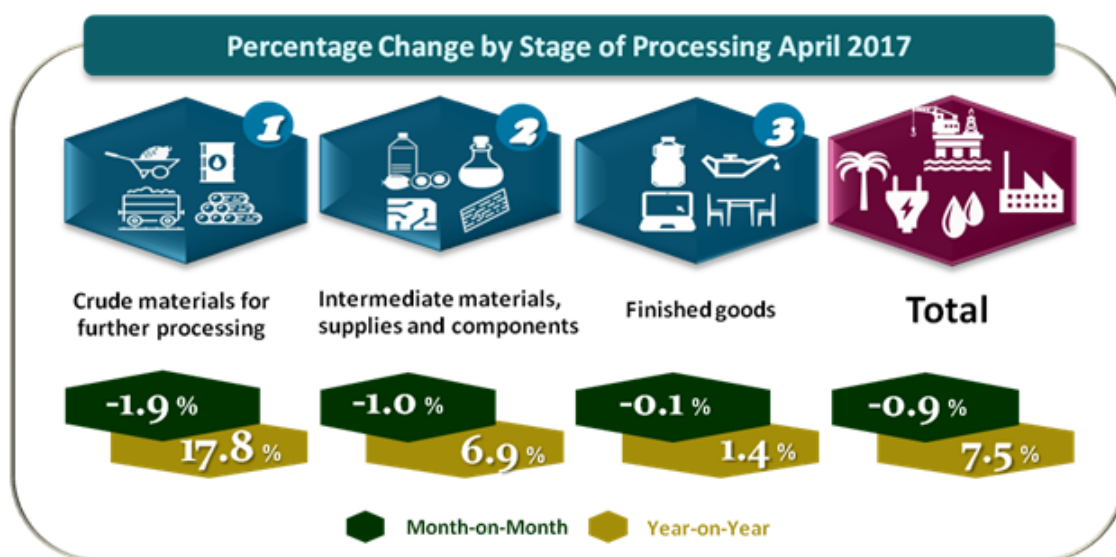 Percentage Change by Stage of Processing April 2017
1
2
3
Crude materials for
further processing
Intermediate materials,
supplies and components
Finished goods
Total
-1.9 %
17.8 %
-1.0 %
6.9 %
-0.1 %
1.4 %
-0.9 %
7.5 %
Month-on-Month
Year-on-Year